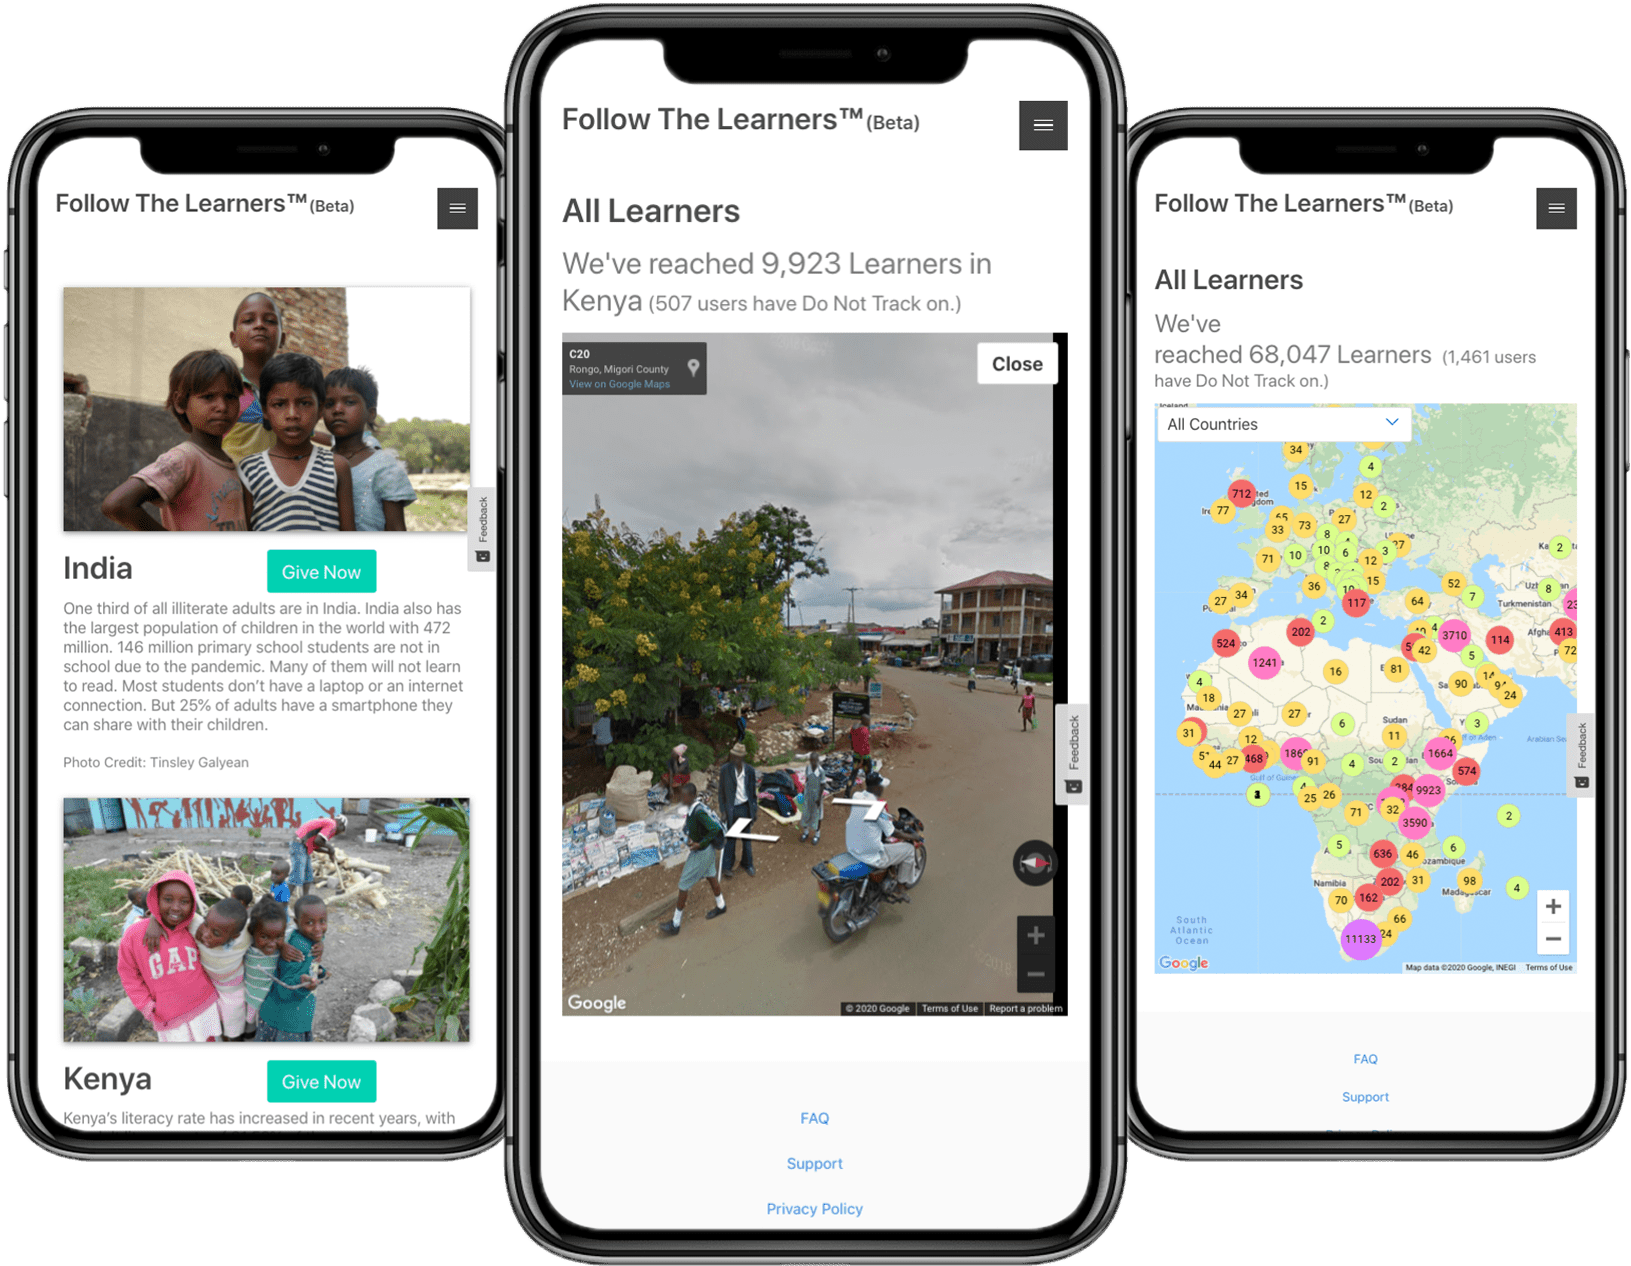 Follow The Learners™(Beta)
India
Give Now
One third of all illiterate adults are in India. India also has
the largest population of children in the world with 472
million. 146 million primary school students are not in
school due to the pandemic. Many of them will not learn
to read. Most students don't have a laptop or an internet
connection. But 25% of adults have a smartphone they
can share with their children.
Photo Credit: Tinsley Galyean
GAP
Kenya
Give Now
Kenya's literacy rate has increased in recent years, with
Feedback
Follow The Learners™(Beta)
All Learners
We've reached 9,923 Learners in
Kenya (507 users have Do Not Track on.)
C20
Rongo, Migori County
View on Google Maps
Close
Feedback
Google
© 2020 Google
Terms of Use
Report a problem
FAQ
Support
Privacy Policy
Follow The Learners™(Beta)
All Learners
We've
reached 68,047 Learners (1,461 users
have Do Not Track on.)
Iceland
All Countries
34
4
15
12
2
712
77
27
33
73
8
71
10
10
6
3
12
15
36
27
34
117
52
7
64
2
8
2
Turkmenistan
413
72
524
202
1241
3710
114
42
5
16
81
90
24
4
18
27
27
6
Sudan
11
3
Arabian
31
12
91
1664
574
44
27
468
4
2
25
26
9923
71
32
3590
2
5
636
46
6
Namibia
202
31
98
4
70
162
66
11133
24
South
Atlantic
Ocean
Google
Map data ©2020 Google, INEGI
Terms of Use
Feedback
FAQ
Support